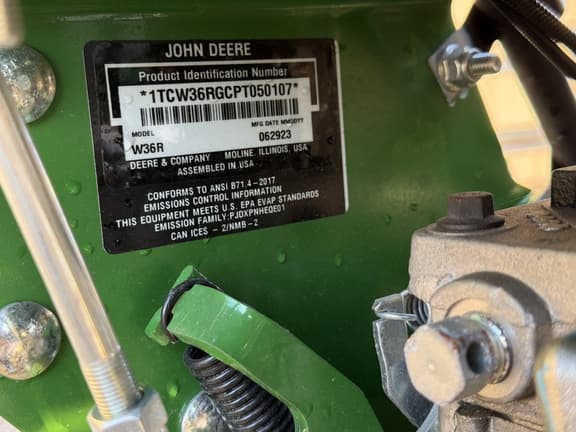 JOHN DEERE
Product Identification Number
*1TCW36RGCPT050107*
MODEL MFG DATE MMDDYY
W36R 062923
DEERE & COMPANY MOLINE, ILLINOIS, USA
ASSEMBLED IN USA
CONFORMS TO ANSI B71.4-2017
EMISSIONS CONTROL INFORMATION
THIS EQUIPMENT MEETS U.S. EPA EVAP STANDARDS
EMISSION FAMILY:PJDXPNHEQE01
CAN ICES - 2/NMB-2